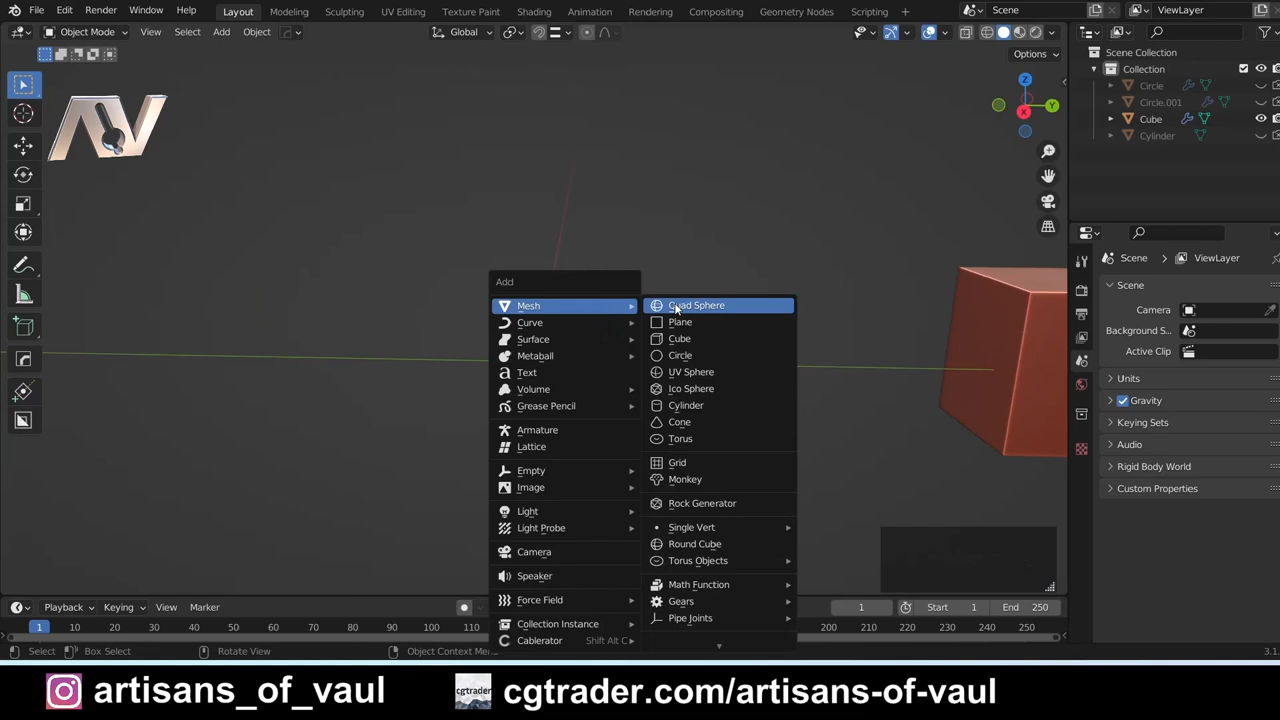 File Edit Render Window Help Layout Modeling Sculpting UV Editing Texture Paint Shading Animation Rendering Compositing Geometry Nodes Scripting Scene ViewLayer
Object Mode View Select Add Object Global
Options
Scene Collection
Collection
Circle
Circle.001
Cube
Cylinder
Z
Y
X
AV
Add
Mesh
Curve
Surface
Metaball
Text
Volume
Grease Pencil
Armature
Lattice
Empty
Image
Light
Light Probe
Camera
Speaker
Force Field
Collection Instance
Cablerator Shift Alt C
Quad Sphere
Plane
Cube
Circle
UV Sphere
Ico Sphere
Cylinder
Cone
Torus
Grid
Monkey
Rock Generator
Single Vert
Round Cube
Torus Objects
Math Function
Gears
Pipe Joints
Scene ViewLayer
Scene
Camera
Background S...
Active Clip
Units
Gravity
Keying Sets
Audio
Rigid Body World
Custom Properties
Playback Keying View Marker 1 Start 1 End 250
1 10 20 30 40 50 60 70 80 90 100 110 200 210 220 230 240 250
Select Box Select Rotate View Object Context Men 3.1.
artisans_of_vaul cgtrader cgtrader.com/artisans-of-vaul